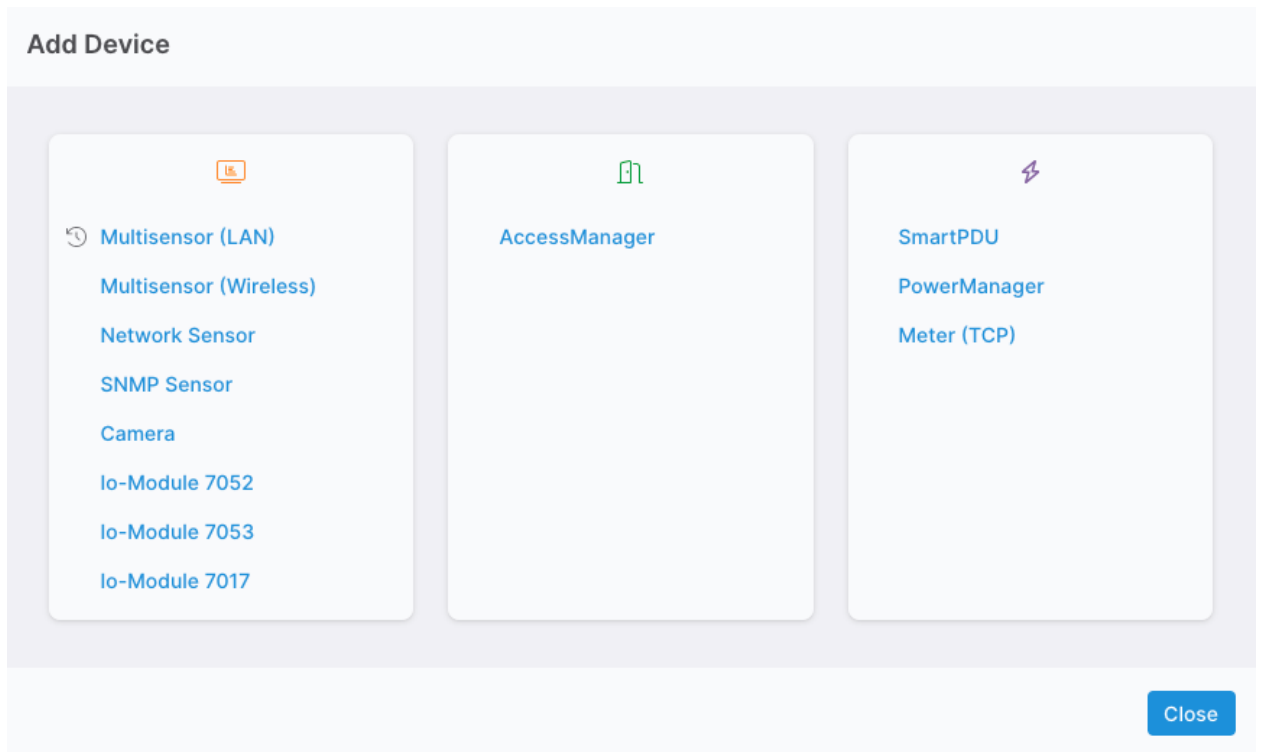 Add Device
Multisensor (LAN)
Multisensor (Wireless)
Network Sensor
SNMP Sensor
Camera
Io-Module 7052
Io-Module 7053
Io-Module 7017
AccessManager
SmartPDU
PowerManager
Meter (TCP)
Close